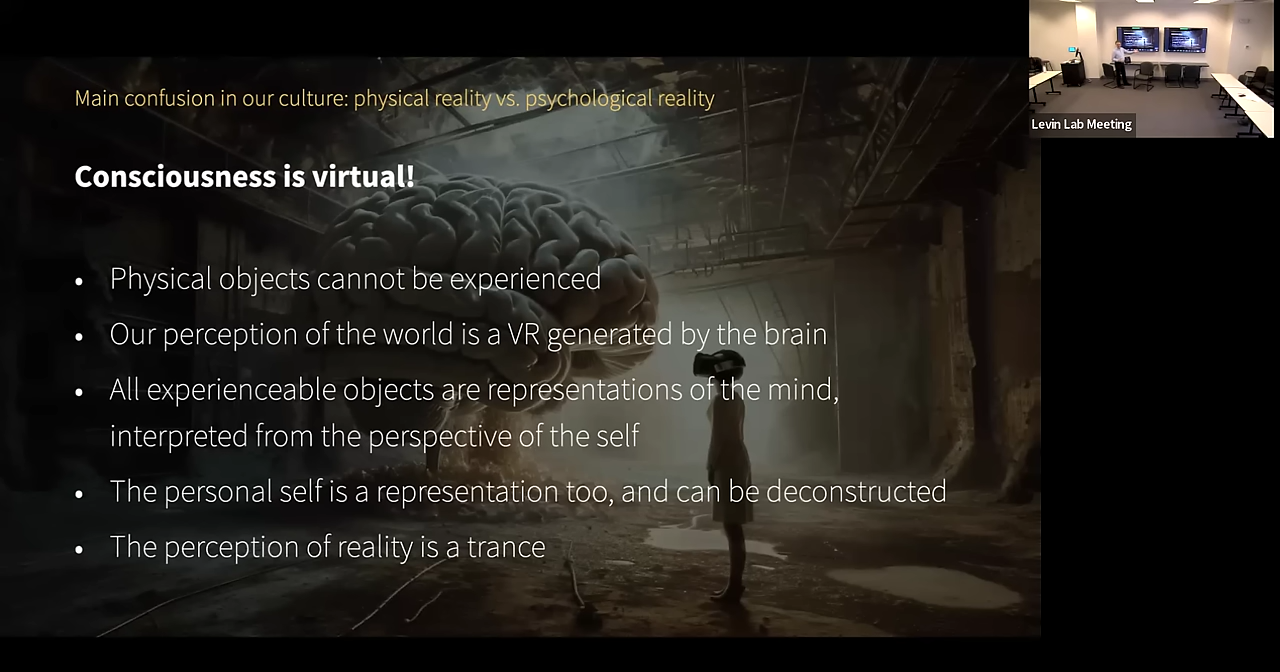 Main confusion in our culture: physical reality vs. psychological reality
Consciousness is virtual!
• Physical objects cannot be experienced
• Our perception of the world is a VR generated by the brain
• All experienceable objects are representations of the mind,
interpreted from the perspective of the self
• The personal self is a representation too, and can be deconstructed
• The perception of reality is a trance
Levin Lab Meeting